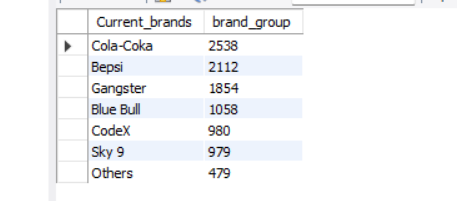 Current_brands brand_group
Cola-Coka 2538
Bepsi 2112
Gangster 1854
Blue Bull 1058
CodeX 980
Sky 9 979
Others 479